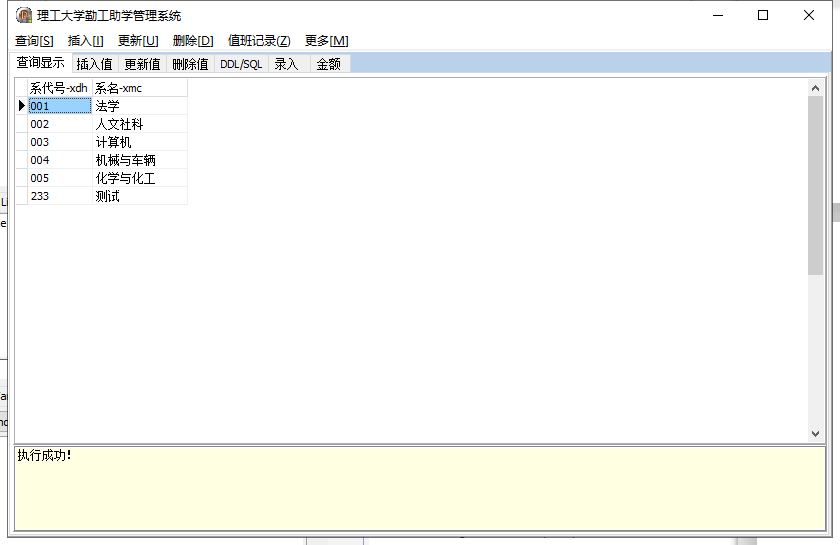 理工大学勤工助学管理系统
查询[S] 插入[I] 更新[U] 删除[D] 值班记录(Z) 更多[M]
查询显示 插入值 更新值 删除值 DDL/SQL 录入 金额
系代号-xdh 系名-xmc
001 法学
002 人文社科
003 计算机
004 机械与车辆
005 化学与化工
233 测试
执行成功!